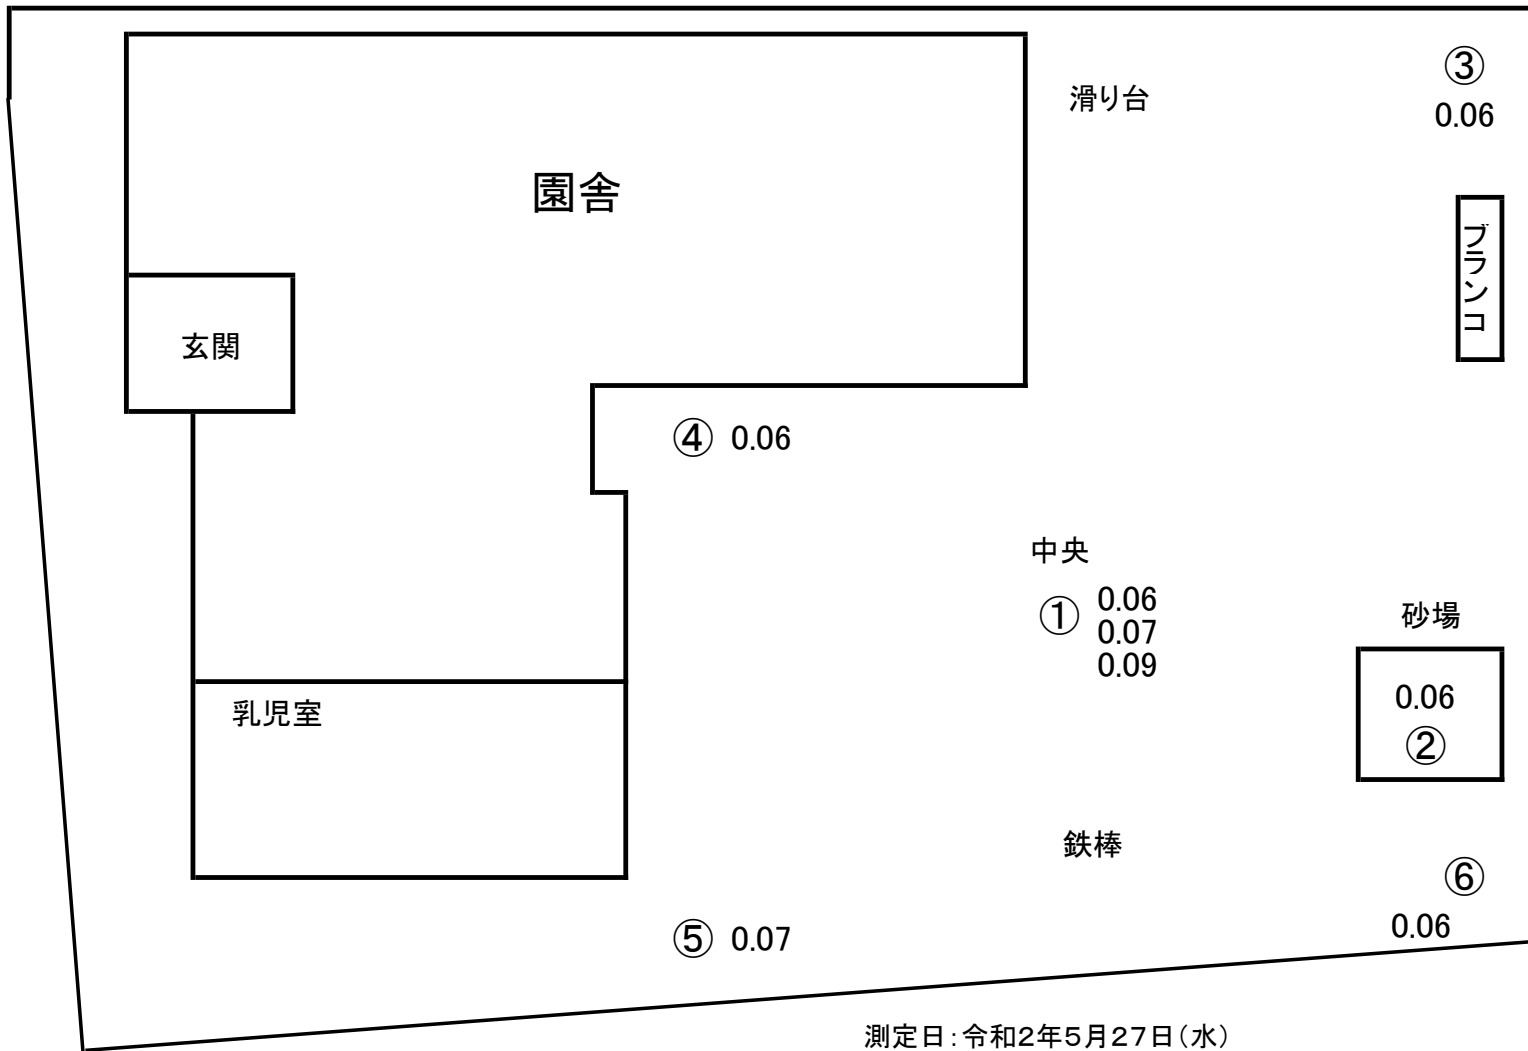 ③
滑り台
0.06
園舎
ブランコ
玄関
④ 0.06
中央
① 0.06
0.07
0.09
砂場
0.06
②
乳児室
鉄棒
⑥
0.06
⑤ 0.07
測定日：令和2年5月27日（水）